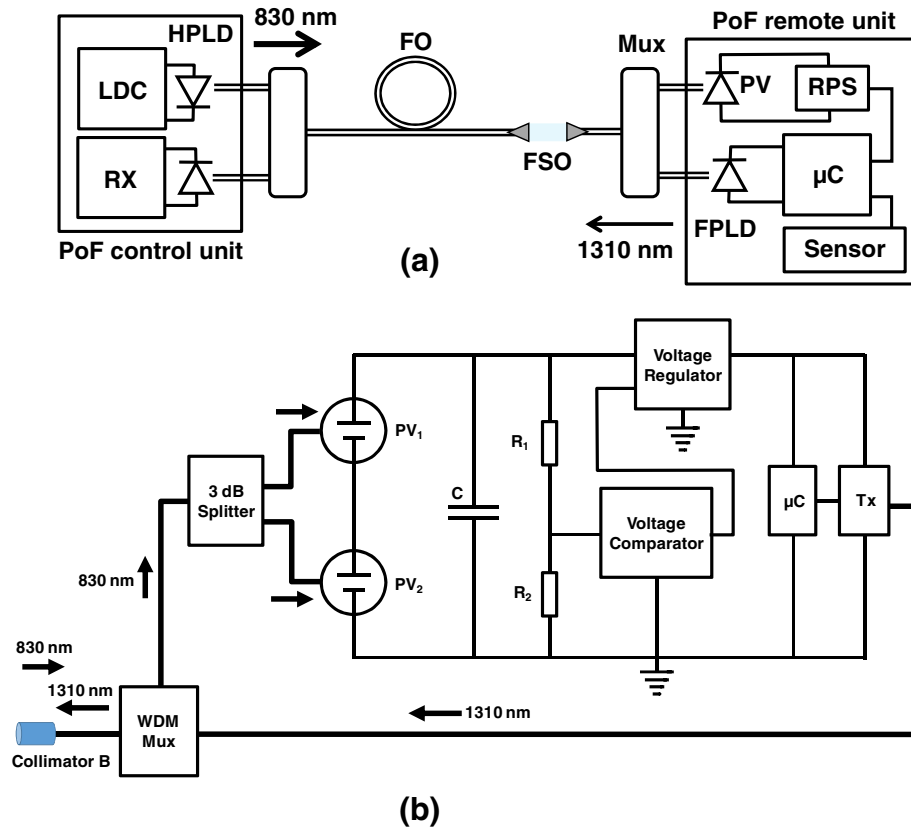 830 nm
PoF remote unit
HPLD
FO
Mux
LDC
PV
RPS
FSO
RX
µC
FPLD
1310 nm
Sensor
PoF control unit
(a)
Voltage
Regulator
PV₁
R₁
3 dB
Splitter
C
µC
Tx
Voltage
Comparator
830 nm
PV₂
R₂
830 nm
1310 nm
1310 nm
WDM
Mux
Collimator B
(b)